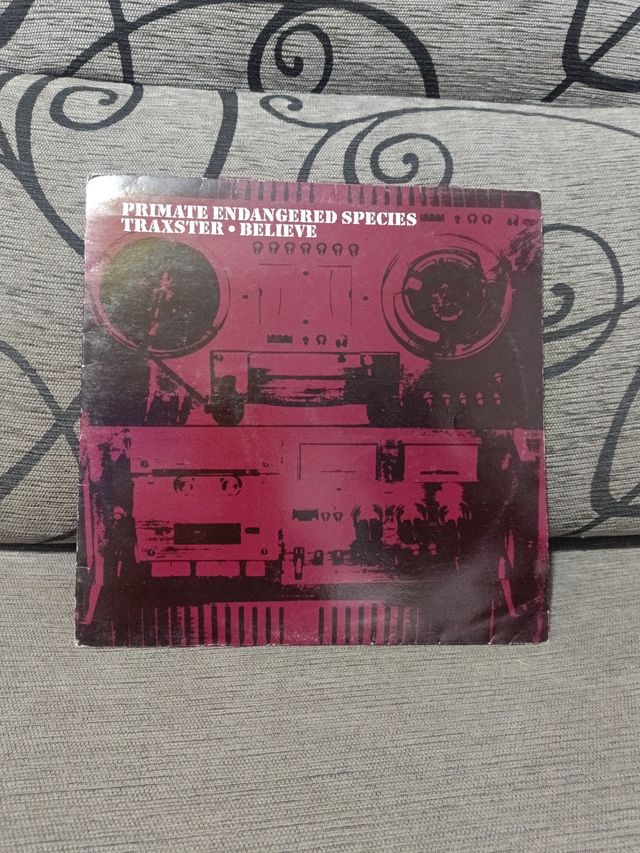 PRIMATE ENDANGERED SPECIES
TRAXSTER • BELIEVE